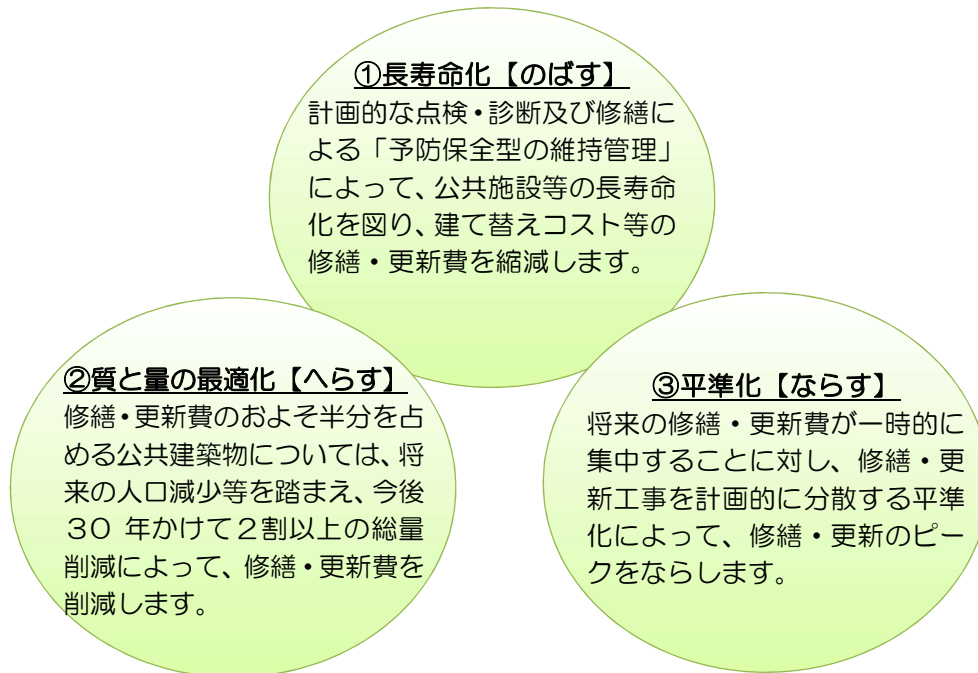 ①長寿命化【のばす】
計画的な点検・診断及び修繕に
よる「予防保全型の維持管理」
によって、公共施設等の長寿命
化を図り、建て替えコスト等の
修繕・更新費を縮減します。
②質と量の最適化【へらす】
修繕・更新費のおよそ半分を占
める公共建築物については、将
来の人口減少等を踏まえ、今後
30 年かけて2割以上の総量
削減によって、修繕・更新費を
削減します。
③平準化【ならす】
将来の修繕・更新費が一時的に
集中することに対し、修繕・更
新工事を計画的に分散する平準
化によって、修繕・更新のピー
クをならします。